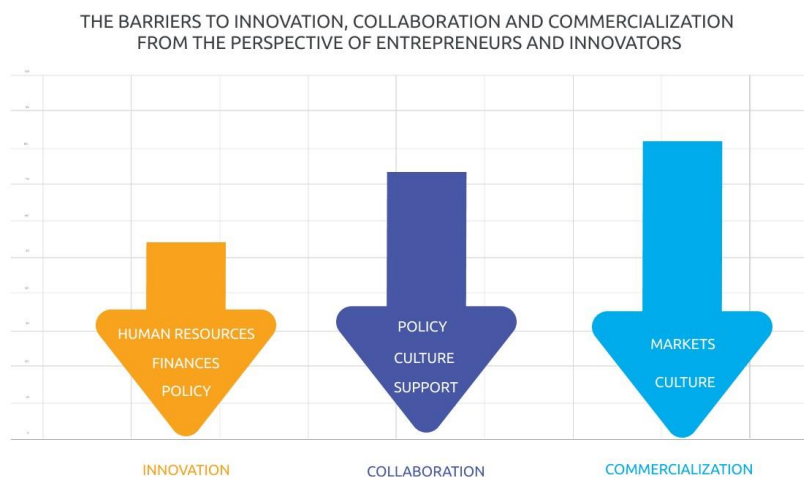 THE BARRIERS TO INNOVATION, COLLABORATION AND COMMERCIALIZATION
FROM THE PERSPECTIVE OF ENTREPRENEURS AND INNOVATORS
HUMAN RESOURCES
FINANCES
POLICY
POLICY
CULTURE
SUPPORT
MARKETS
CULTURE
INNOVATION
COLLABORATION
COMMERCIALIZATION